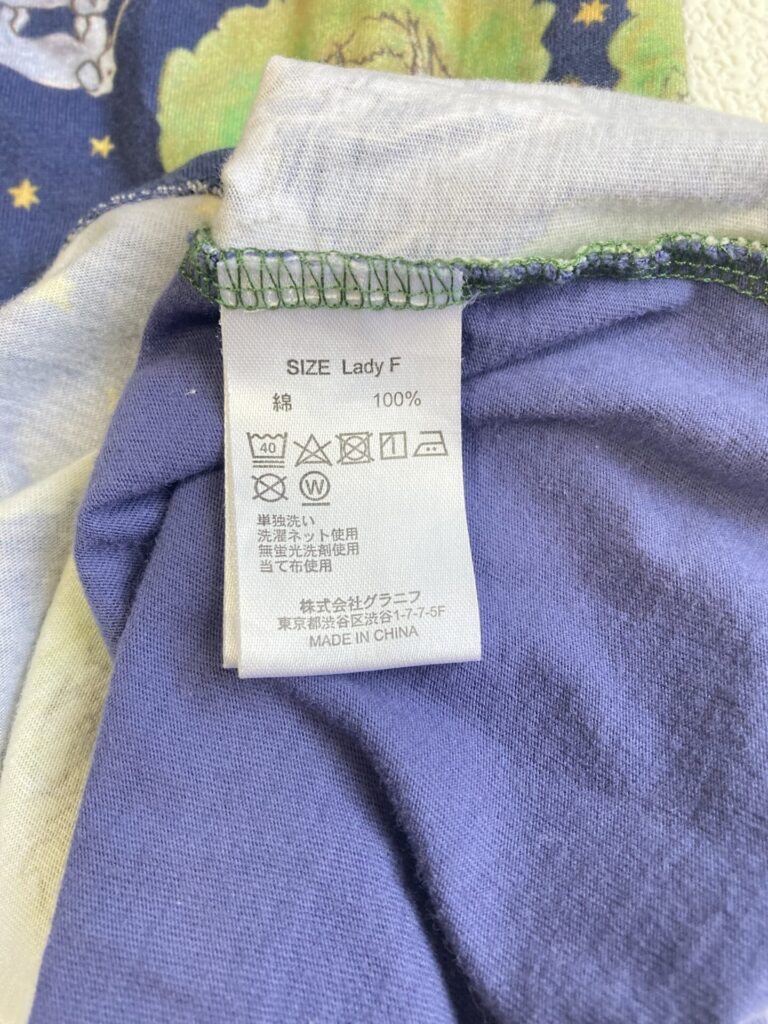 SIZE Lady F
綿 100%
40
W
単独洗い
洗濯ネット使用
無蛍光洗剤使用
当て布使用
株式会社グラニフ
東京都渋谷区渋谷1-7-7-5F
MADE IN CHINA